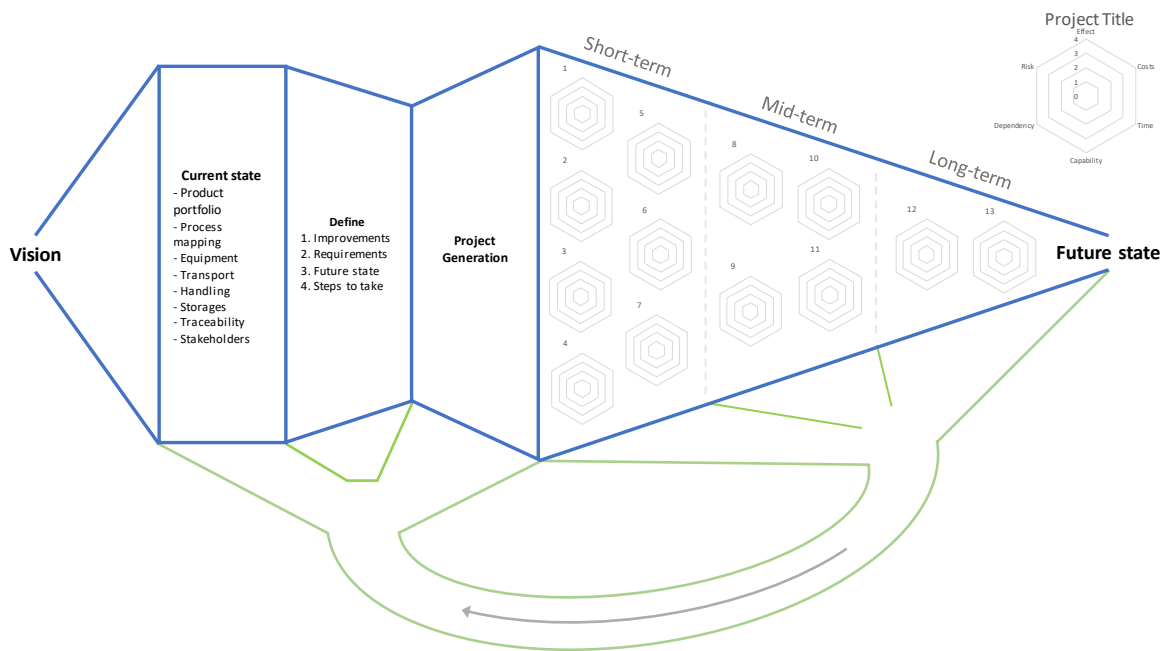 Vision
Current state
- Product
portfolio
- Process
mapping
- Equipment
- Transport
- Handling
- Storages
- Traceability
- Stakeholders
Define
1. Improvements
2. Requirements
3. Future state
4. Steps to take
Project
Generation
Short-term
1
2
3
4
5
6
7
Mid-term
8
9
10
11
Long-term
12
13
Future state
Project Title
Effect
4
3
2
1
0
Risk
Costs
Dependency
Time
Capability